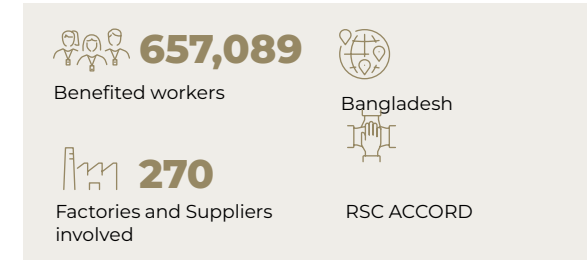 657,089
Benefited workers
Bangladesh
270
Factories and Suppliers
involved
RSC ACCORD